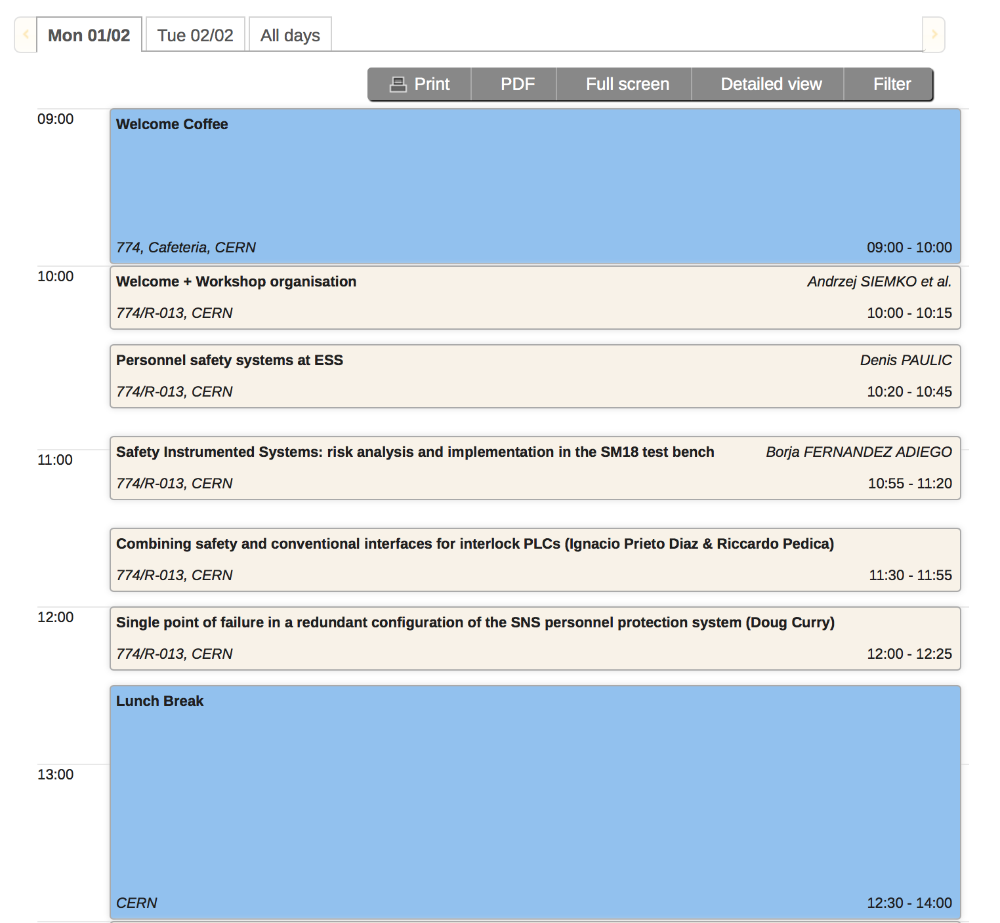 Mon 01/02 Tue 02/02 All days
Print PDF Full screen Detailed view Filter
09:00
Welcome Coffee
774, Cafeteria, CERN 09:00 - 10:00
10:00
Welcome + Workshop organisation Andrzej SIEMKO et al.
774/R-013, CERN 10:00 - 10:15
Personnel safety systems at ESS Denis PAULIC
774/R-013, CERN 10:20 - 10:45
11:00
Safety Instrumented Systems: risk analysis and implementation in the SM18 test bench Borja FERNANDEZ ADIEGO
774/R-013, CERN 10:55 - 11:20
Combining safety and conventional interfaces for interlock PLCs (Ignacio Prieto Diaz & Riccardo Pedica)
774/R-013, CERN 11:30 - 11:55
12:00
Single point of failure in a redundant configuration of the SNS personnel protection system (Doug Curry)
774/R-013, CERN 12:00 - 12:25
Lunch Break
13:00
CERN 12:30 - 14:00